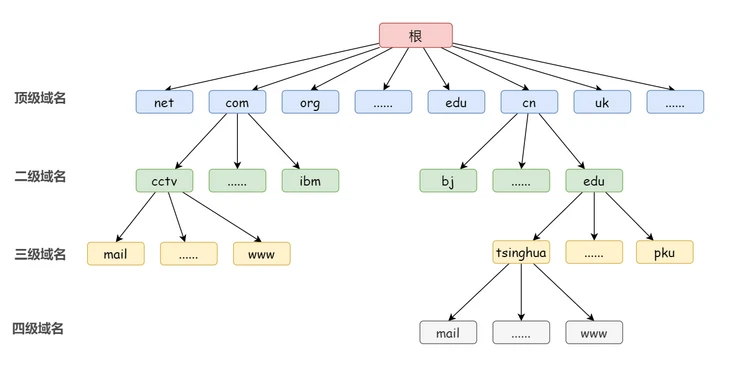 根
顶级域名 net com org ...... edu cn uk ......
二级域名 cctv ...... ibm bj ...... edu
三级域名 mail ...... www tsinghua ...... pku
四级域名 mail ...... www